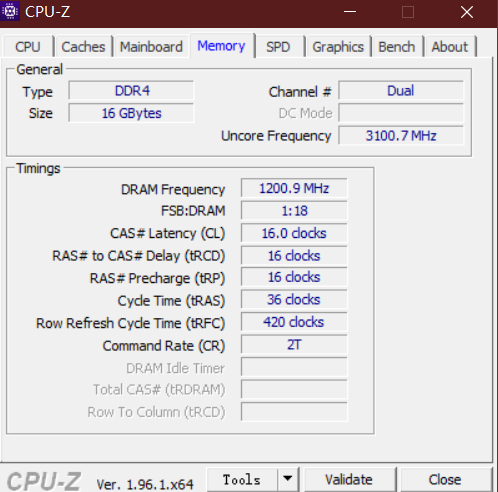 CPU-Z
CPU Caches Mainboard Memory SPD Graphics Bench About
General
Type DDR4 Channel # Dual
Size 16 GBytes DC Mode
Uncore Frequency 3100.7 MHz
Timings
DRAM Frequency 1200.9 MHz
FSB:DRAM 1:18
CAS# Latency (CL) 16.0 clocks
RAS# to CAS# Delay (tRCD) 16 clocks
RAS# Precharge (tRP) 16 clocks
Cycle Time (tRAS) 36 clocks
Row Refresh Cycle Time (tRFC) 420 clocks
Command Rate (CR) 2T
DRAM Idle Timer
Total CAS# (tRDRAM)
Row To Column (tRCD)
CPU-Z Ver. 1.96.1.x64 Tools Validate Close